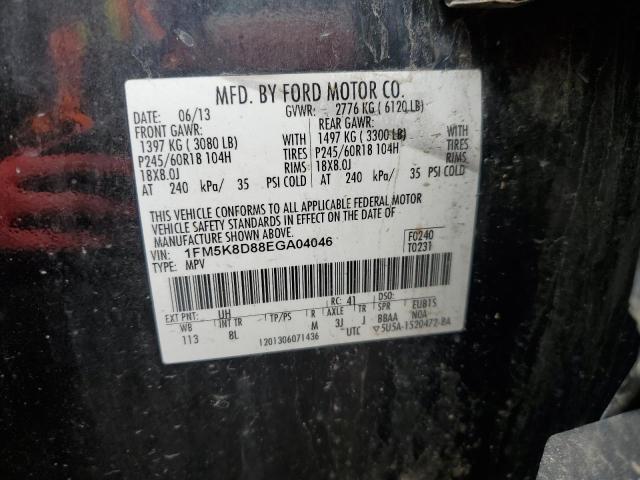 MFD. BY FORD MOTOR CO.
DATE: 06/13 GVWR: 2776 KG ( 6120 LB)
FRONT GAWR: REAR GAWR:
1397 KG ( 3080 LB) WITH 1497 KG ( 3300 LB) WITH
P245/60R18 104H TIRES P245/60R18 104H TIRES
18X8.0J RIMS 18X8.0J RIMS
AT 240 kPa/ 35 PSI COLD AT 240 kPa/ 35 PSI COLD
THIS VEHICLE CONFORMS TO ALL APPLICABLE FEDERAL MOTOR
VEHICLE SAFETY STANDARDS IN EFFECT ON THE DATE OF
MANUFACTURE SHOWN ABOVE.
VIN: 1FM5K8D88EGA04046 F0240
TYPE: MPV T0231
EXT PNT: UH RC: 41 DSO:
WB INT TR TP/PS R AXLE TR SPR EUB1S
113 8L M 3J J BBAA N0A
1201306071436 UTC 5U5A-1520472-BA